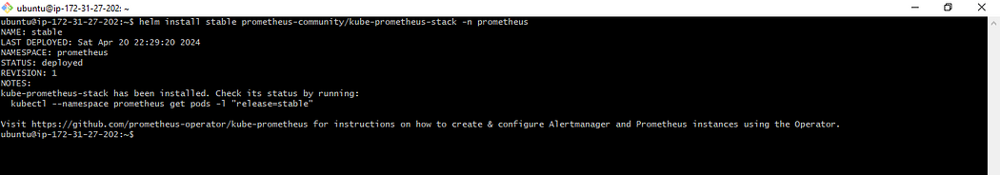 ubuntu@ip-172-31-27-202: ~
ubuntu@ip-172-31-27-202:~$ helm install stable prometheus-community/kube-prometheus-stack -n prometheus
NAME: stable
LAST DEPLOYED: Sat Apr 20 22:29:20 2024
NAMESPACE: prometheus
STATUS: deployed
REVISION: 1
NOTES:
kube-prometheus-stack has been installed. Check its status by running:
  kubectl --namespace prometheus get pods -l "release=stable"
Visit https://github.com/prometheus-operator/kube-prometheus for instructions on how to create & configure Alertmanager and Prometheus instances using the Operator.
ubuntu@ip-172-31-27-202:~$